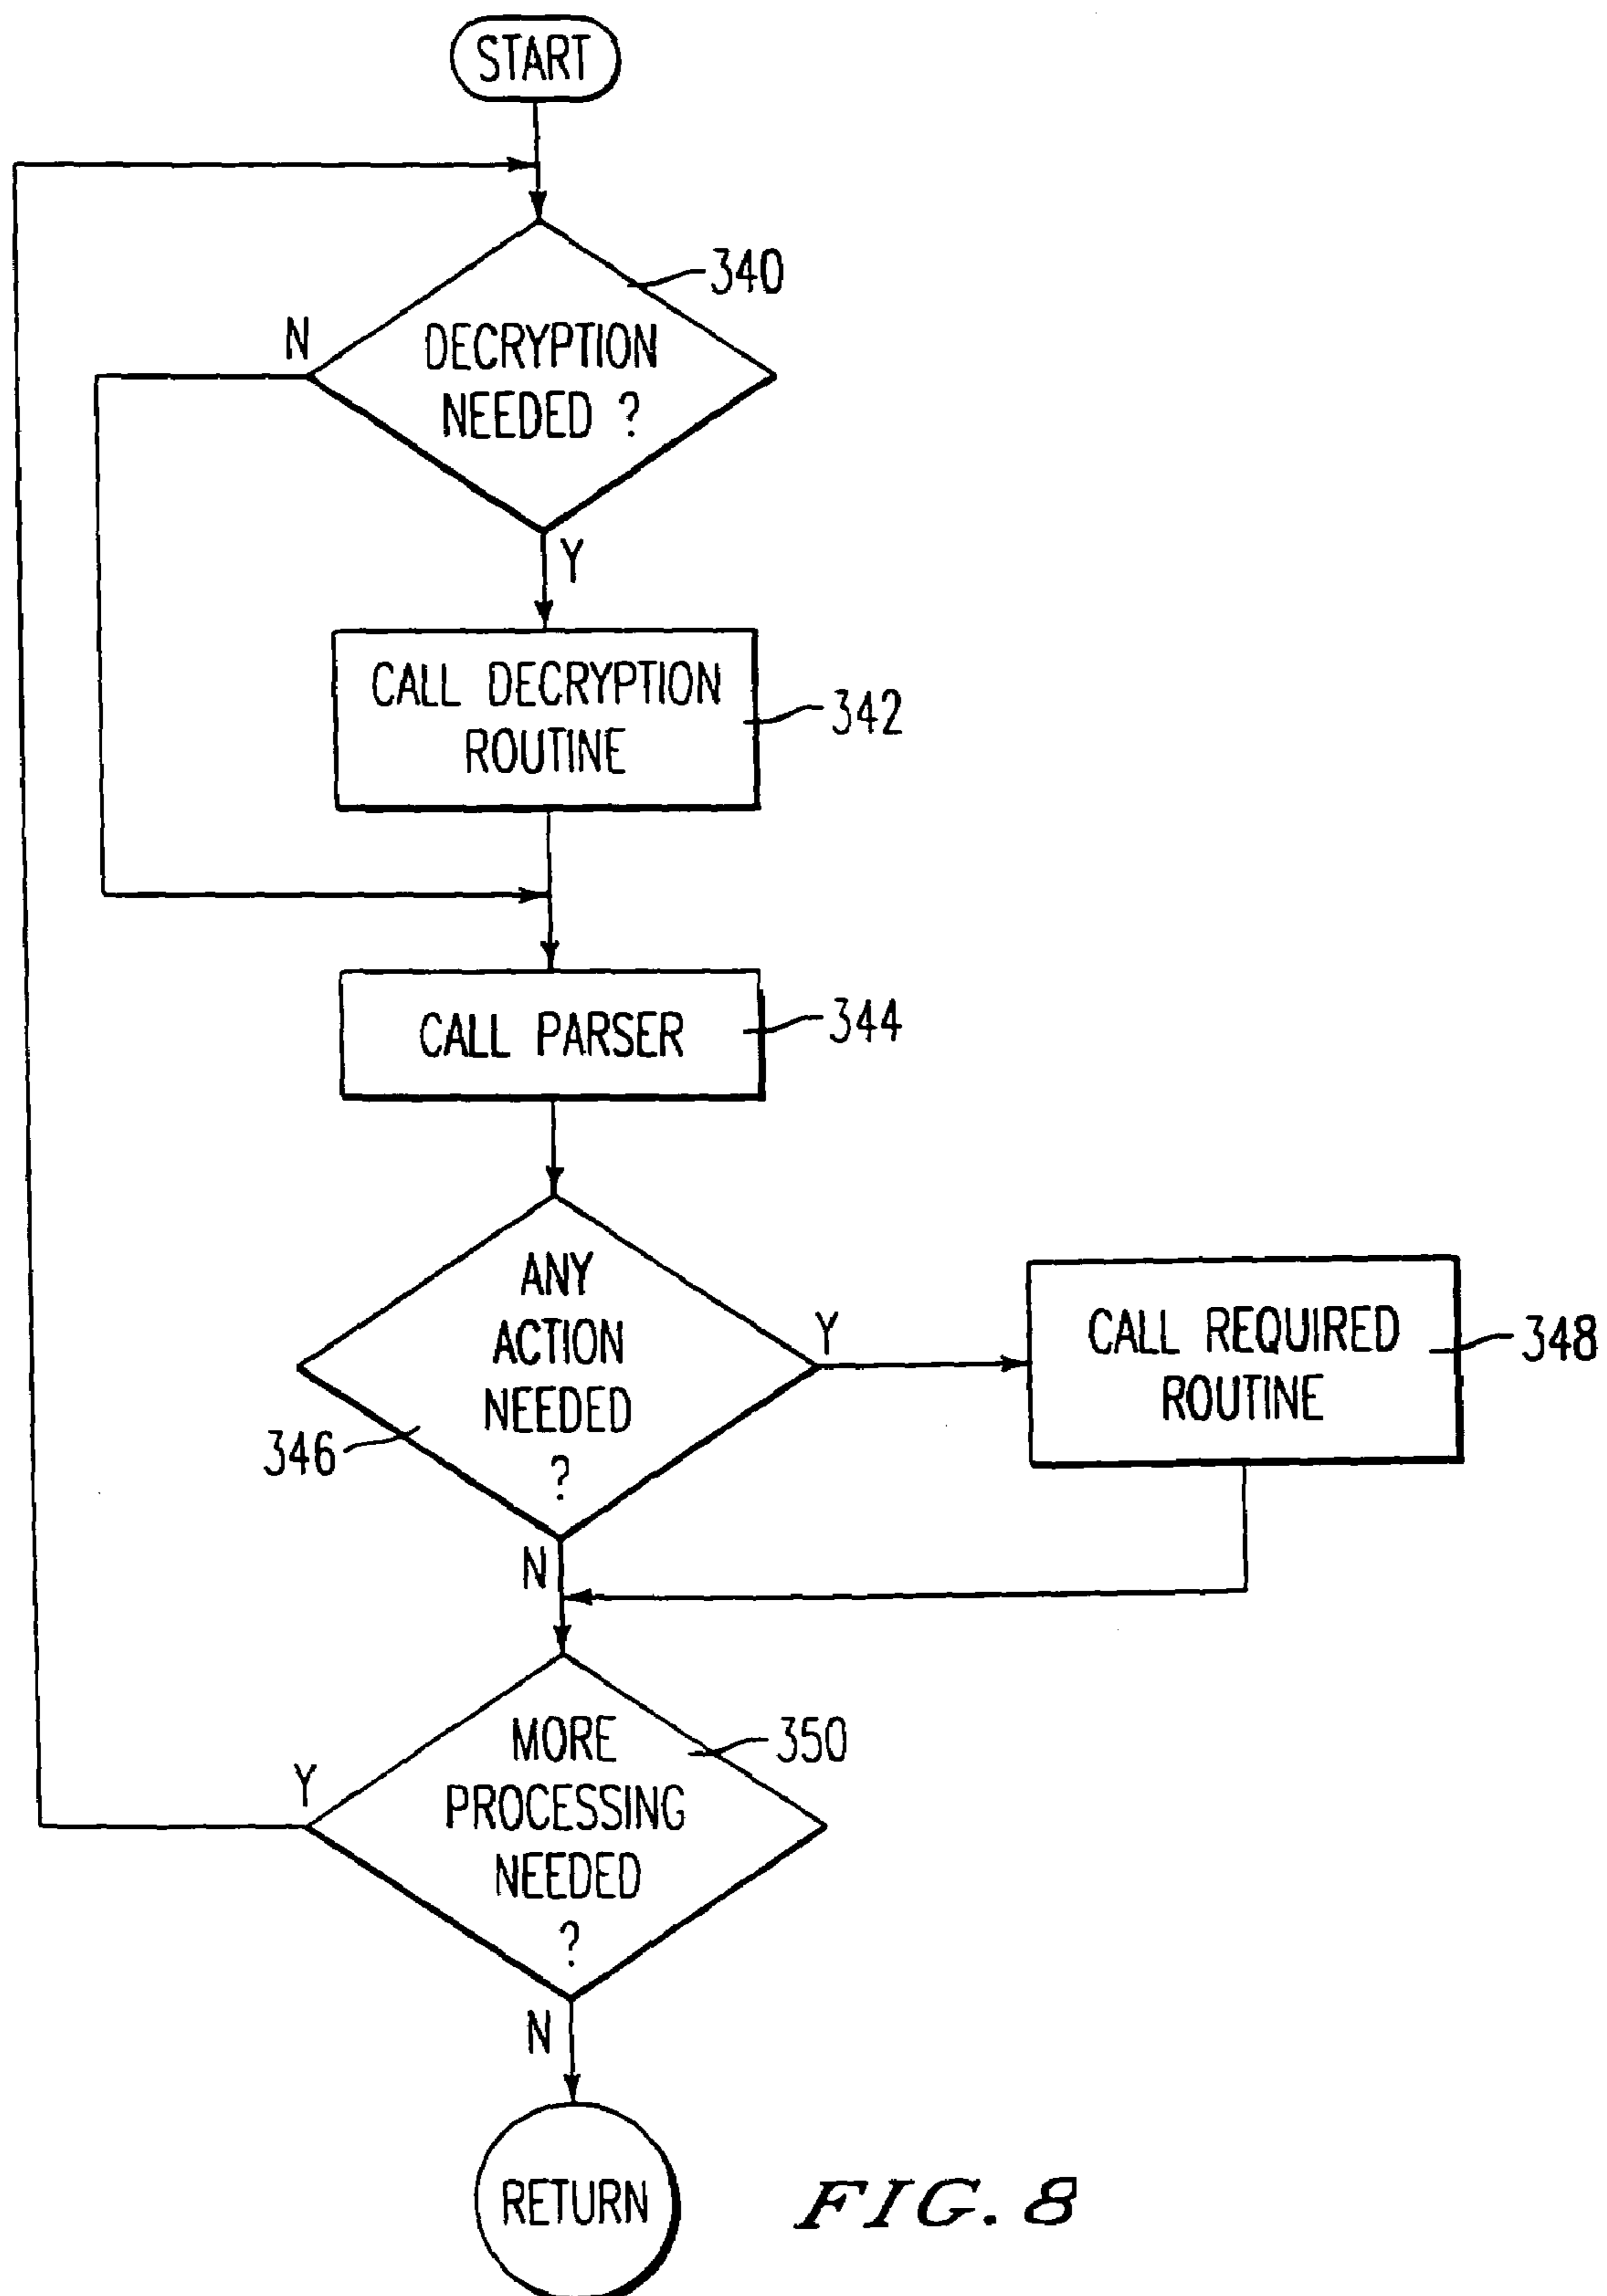 START
340
N
DECRYPTION
NEEDED ?
Y
CALL DECRYPTION
ROUTINE
342
CALL PARSER
344
ANY
ACTION
NEEDED
?
346
Y
CALL REQUIRED
ROUTINE
348
N
MORE
PROCESSING
NEEDED
?
350
Y
N
RETURN
FIG. 8